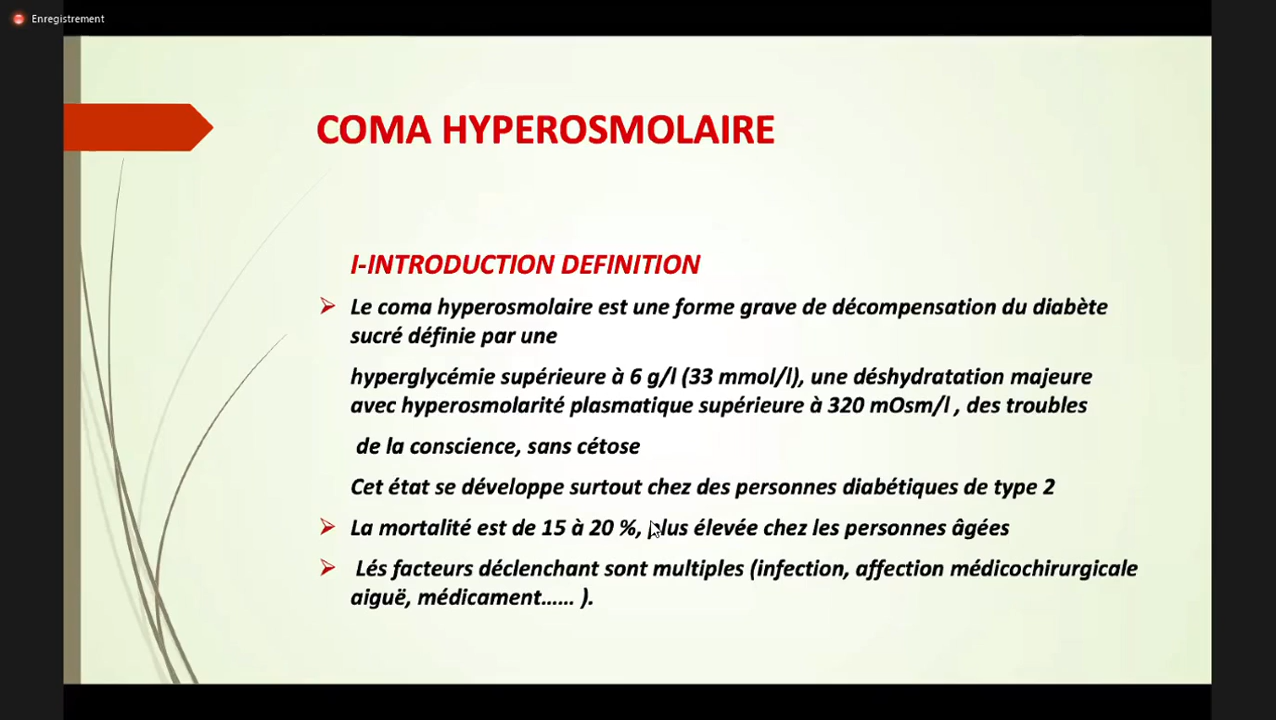 Enregistrement
COMA HYPEROSMOLAIRE
I-INTRODUCTION DEFINITION
Le coma hyperosmolaire est une forme grave de décompensation du diabète
sucré définie par une
hyperglycémie supérieure à 6 g/l (33 mmol/l), une déshydratation majeure
avec hyperosmolarité plasmatique supérieure à 320 mOsm/l , des troubles
de la conscience, sans cétose
Cet état se développe surtout chez des personnes diabétiques de type 2
La mortalité est de 15 à 20 %, plus élevée chez les personnes âgées
Lés facteurs déclenchant sont multiples (infection, affection médicochirurgicale
aiguë, médicament...... ).